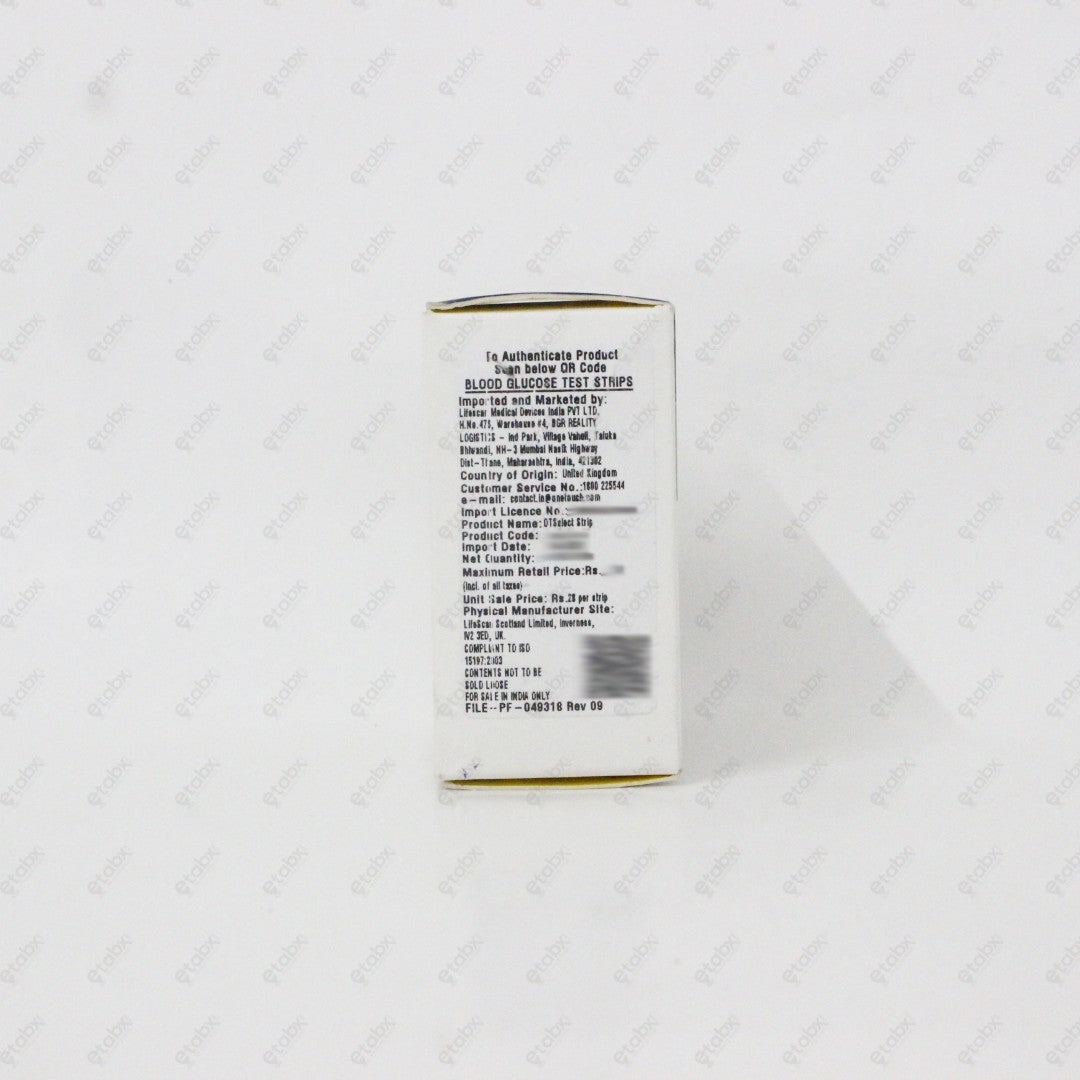 To Authenticate Product
Scan below QR Code
BLOOD GLUCOSE TEST STRIPS
Imported and Marketed by:
Lifescar Medical Devices India PVT LTD,
H.No.475, Warehouse #4, BGR REALITY
LOGISTICS - Ind Park, Village Vaholi, Taluka
Bhiwandi, NH-3 Mumbai Nasik Highway
Dist-Thane, Maharashtra, India, 421302
Country of Origin: United Kingdom
Customer Service No.:1800 225544
e-mail: contact.in@onetouch.com
Import Licence No.:
Product Name:OTSelect Strip
Product Code:
Import Date:
Net Quantity:
Maximum Retail Price:Rs.
(Incl. of all taxes)
Unit Sale Price: Rs.28 per strip
Physical Manufacturer Site:
LifeScan Scotland Limited, Inverness,
IV2 3ED, UK.
COMPLIANT TO ISO
15197:2003
CONTENTS NOT TO BE
SOLD LOOSE
FOR SALE IN INDIA ONLY
FILE--PF-049318 Rev 09